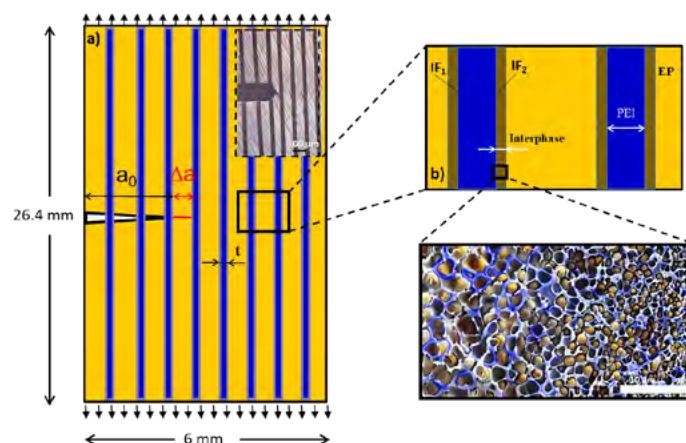 a)
a₀
Δa
26.4 mm
t
6 mm
IF₁
IF₂
EP
PEI
Interphase
b)